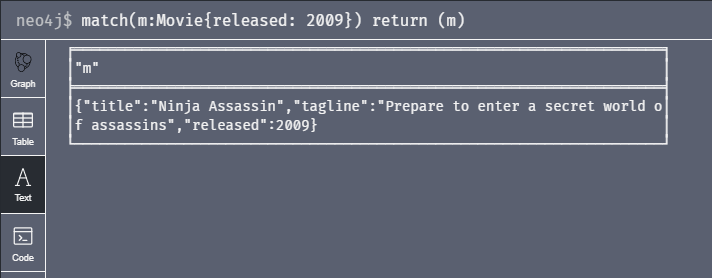 neo4j$ match(m:Movie{released: 2009}) return (m)
Graph
Table
Text
Code
"m"
{"title":"Ninja Assassin","tagline":"Prepare to enter a secret world o
f assassins","released":2009}